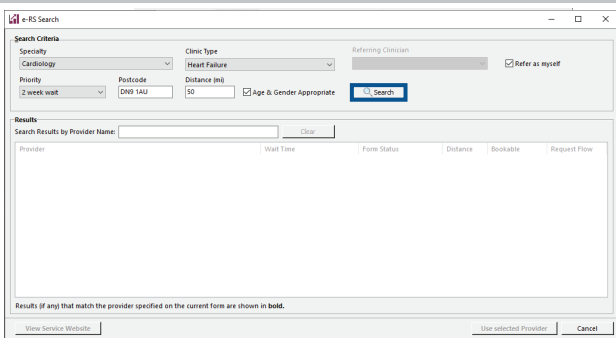 e-RS Search
Search Criteria
Specialty Clinic Type Referring Clinician
Cardiology Heart Failure Refer as myself
Priority Postcode Distance (mi)
2 week wait DN9 1AU 50 Age & Gender Appropriate Search
Results
Search Results by Provider Name: Clear
Provider Wait Time Form Status Distance Bookable Request Flow
Results (if any) that match the provider specified on the current form are shown in bold.
View Service Website Use selected Provider Cancel